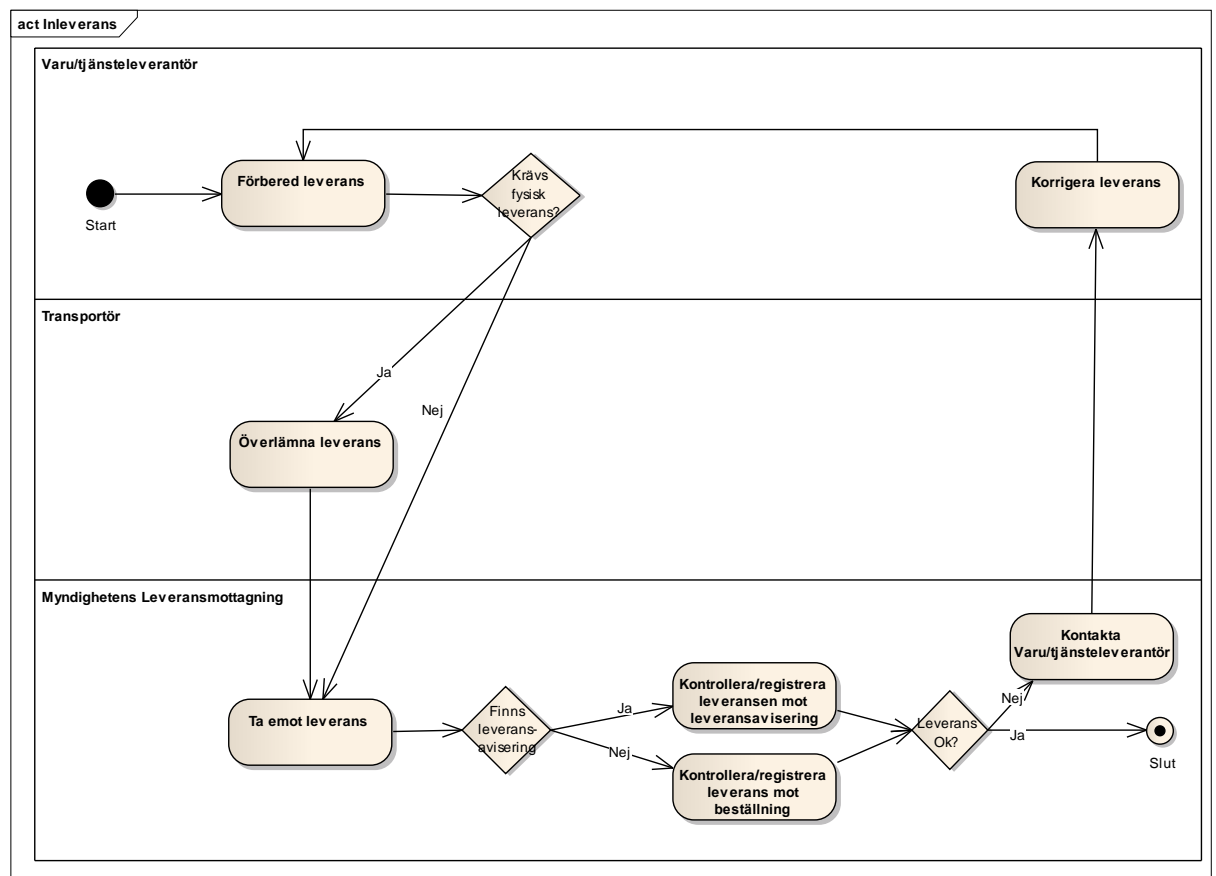 act Inleverans
Varu/tjänsteleverantör
Start
Förbered leverans
Krävs
fysisk
leverans?
Korrigera leverans
Transportör
Ja
Nej
Överlämna leverans
Myndighetens Leveransmottagning
Ta emot leverans
Finns
leverans-
avisering
Ja
Nej
Kontrollera/registrera
leveransen mot
leveransavisering
Kontrollera/registrera
leverans mot
beställning
Leverans
Ok?
Nej
Ja
Kontakta
Varu/tjänsteleverantör
Slut